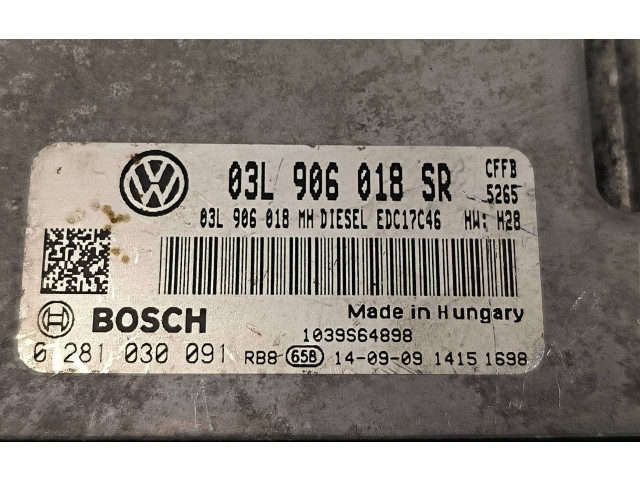 03L 906 018 SR CFFB
5265
03L 906 018 MH DIESEL EDC17C46 HW: H28
BOSCH
Made in Hungary
1039S64898
0 281 030 091 RB8 658 14-09-09 1415 1698